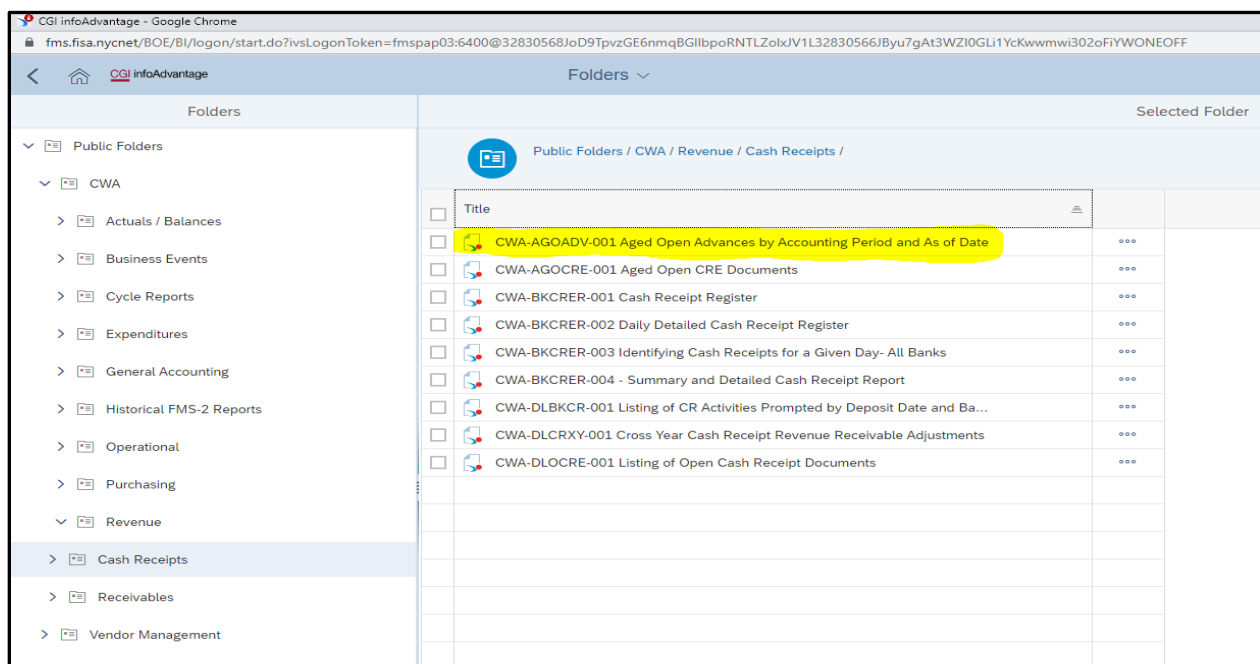 CGI infoAdvantage - Google Chrome
fms.fisa.nycnet/BOE/BI/logon/start.do?ivsLogonToken=fmspap03:6400@32830568JoD9TpvzGE6nmqBGIIbpoRNTLZolxJV1L32830566JByu7gAt3WZI0GLi1YcKwwmwi302oFiYWONEOFF
CGI infoAdvantage
Folders
Folders
Selected Folder
Public Folders
CWA
Actuals / Balances
Business Events
Cycle Reports
Expenditures
General Accounting
Historical FMS-2 Reports
Operational
Purchasing
Revenue
Cash Receipts
Receivables
Vendor Management
Public Folders / CWA / Revenue / Cash Receipts /
Title
CWA-AGOADV-001 Aged Open Advances by Accounting Period and As of Date
CWA-AGOCRE-001 Aged Open CRE Documents
CWA-BKCRER-001 Cash Receipt Register
CWA-BKCRER-002 Daily Detailed Cash Receipt Register
CWA-BKCRER-003 Identifying Cash Receipts for a Given Day- All Banks
CWA-BKCRER-004 - Summary and Detailed Cash Receipt Report
CWA-DLBKCR-001 Listing of CR Activities Prompted by Deposit Date and Ba...
CWA-DLCRXY-001 Cross Year Cash Receipt Revenue Receivable Adjustments
CWA-DLOCRE-001 Listing of Open Cash Receipt Documents